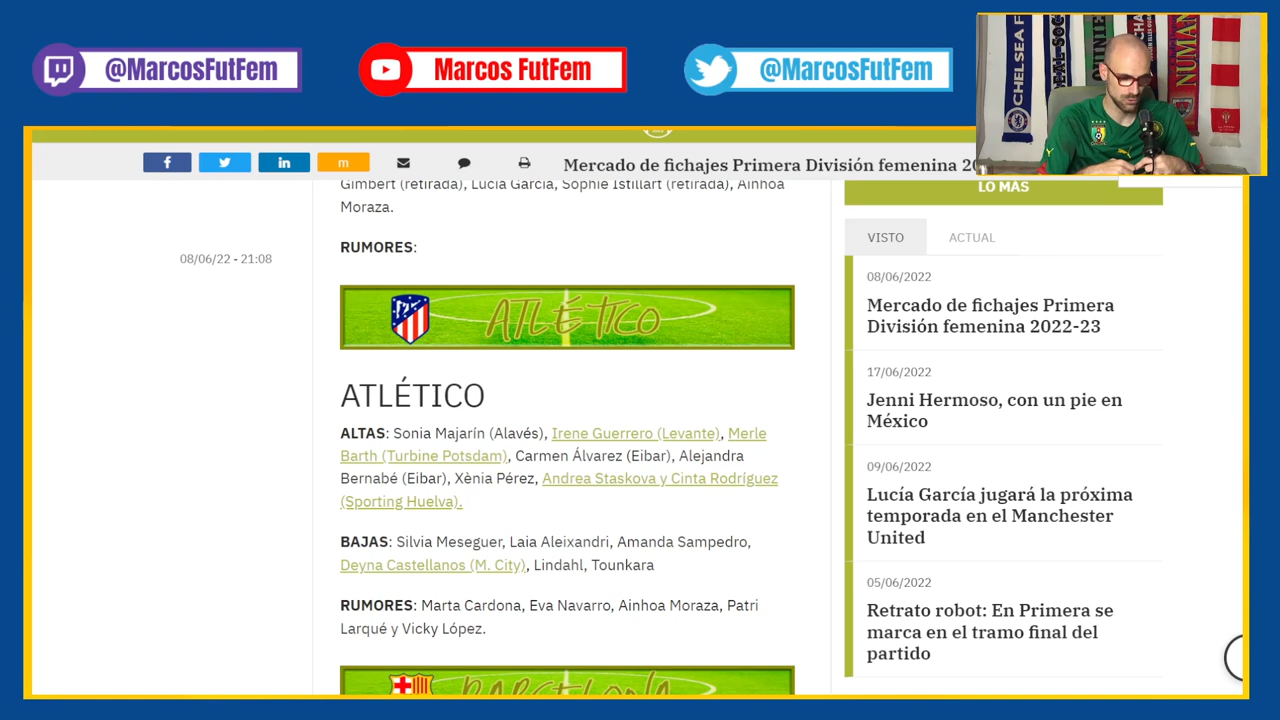 @MarcosFutFem
Marcos FutFem
@MarcosFutFem
CHELSEA F
NUMAN
Mercado de fichajes Primera División femenina 20
Gimbert (retirada), Lucía García, Sophie Istillart (retirada), Ainhoa
Moraza.
RUMORES:
08/06/22 - 21:08
ATLÉTICO
ATLÉTICO
ALTAS: Sonia Majarín (Alavés), Irene Guerrero (Levante), Merle
Barth (Turbine Potsdam), Carmen Álvarez (Eibar), Alejandra
Bernabé (Eibar), Xènia Pérez, Andrea Staskova y Cinta Rodríguez
(Sporting Huelva).
BAJAS: Silvia Meseguer, Laia Aleixandri, Amanda Sampedro,
Deyna Castellanos (M. City), Lindahl, Tounkara
RUMORES: Marta Cardona, Eva Navarro, Ainhoa Moraza, Patri
Larqué y Vicky López.
BARCELONA
LO MÁS
VISTO
ACTUAL
08/06/2022
Mercado de fichajes Primera
División femenina 2022-23
17/06/2022
Jenni Hermoso, con un pie en
México
09/06/2022
Lucía García jugará la próxima
temporada en el Manchester
United
05/06/2022
Retrato robot: En Primera se
marca en el tramo final del
partido